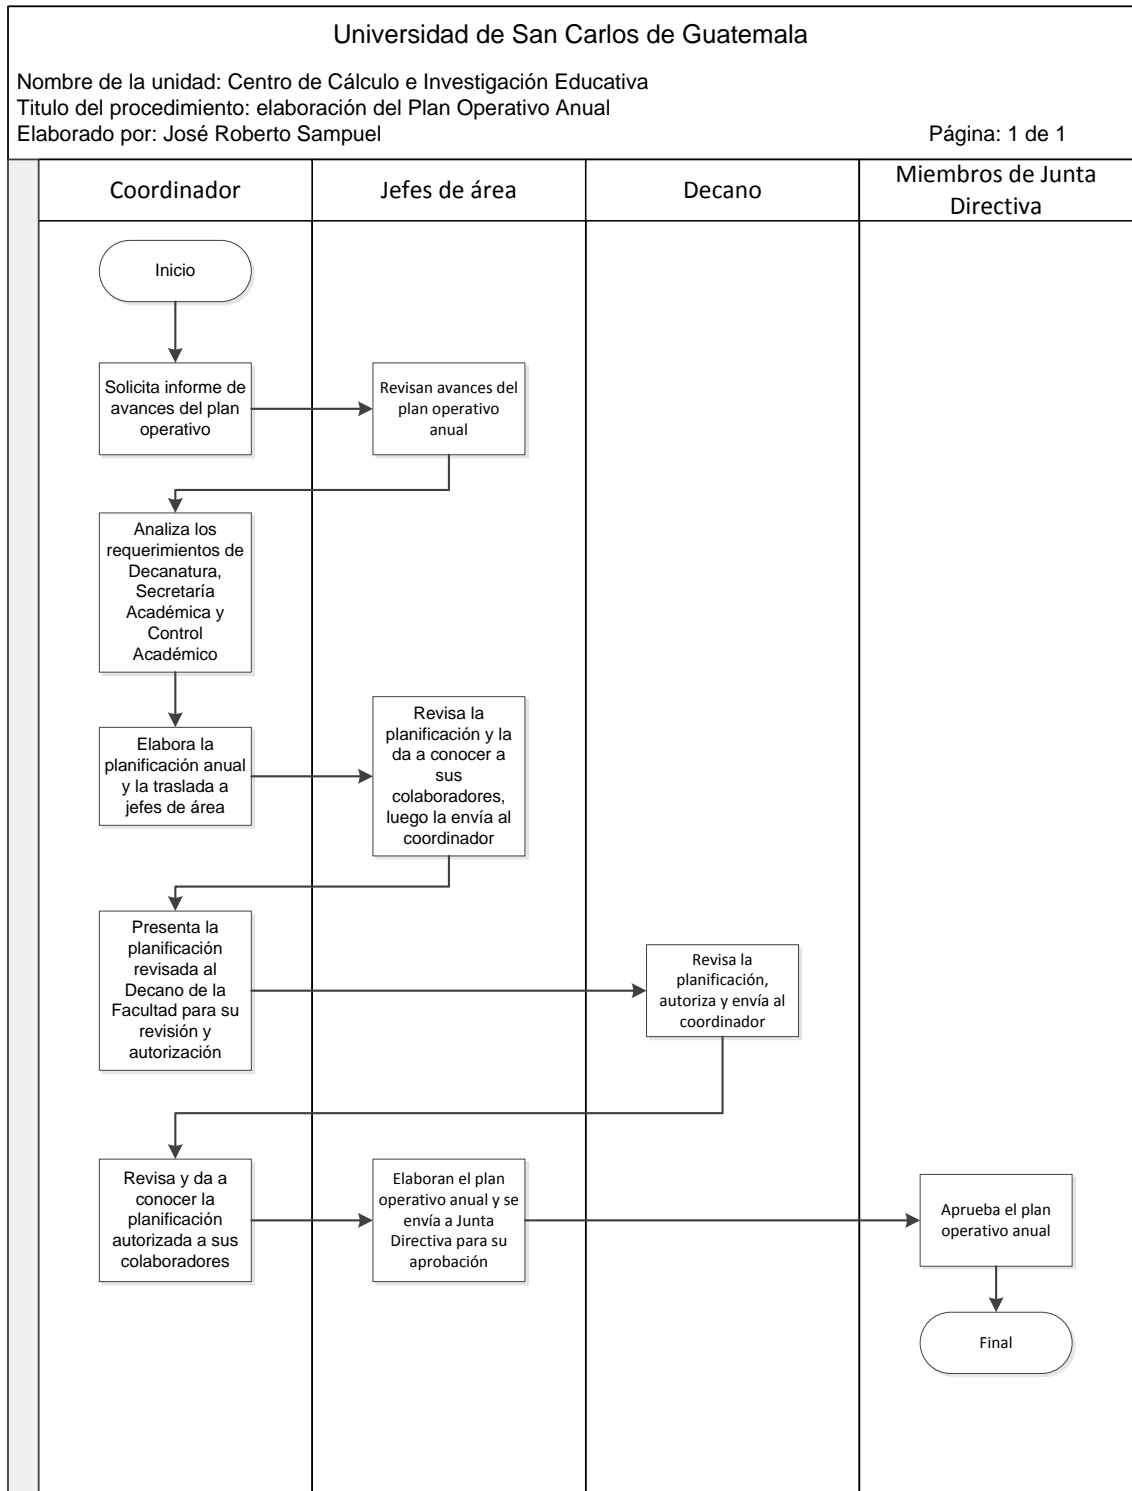 Universidad de San Carlos de Guatemala
Nombre de la unidad: Centro de Cálculo e Investigación Educativa
Titulo del procedimiento: elaboración del Plan Operativo Anual
Elaborado por: José Roberto Sampuel
Página: 1 de 1
Coordinador
Jefes de área
Decano
Miembros de Junta
Directiva
Inicio
Solicita informe de
avances del plan
operativo
Revisan avances del
plan operativo
anual
Analiza los
requerimientos de
Decanatura,
Secretaría
Académica y
Control
Académico
Elabora la
planificación anual
y la traslada a
jefes de área
Revisa la
planificación y la
da a conocer a
sus
colaboradores,
luego la envía al
coordinador
Presenta la
planificación
revisada al
Decano de la
Facultad para su
revisión y
autorización
Revisa la
planificación,
autoriza y envía al
coordinador
Revisa y da a
conocer la
planificación
autorizada a sus
colaboradores
Elaboran el plan
operativo anual y se
envía a Junta
Directiva para su
aprobación
Aprueba el plan
operativo anual
Final